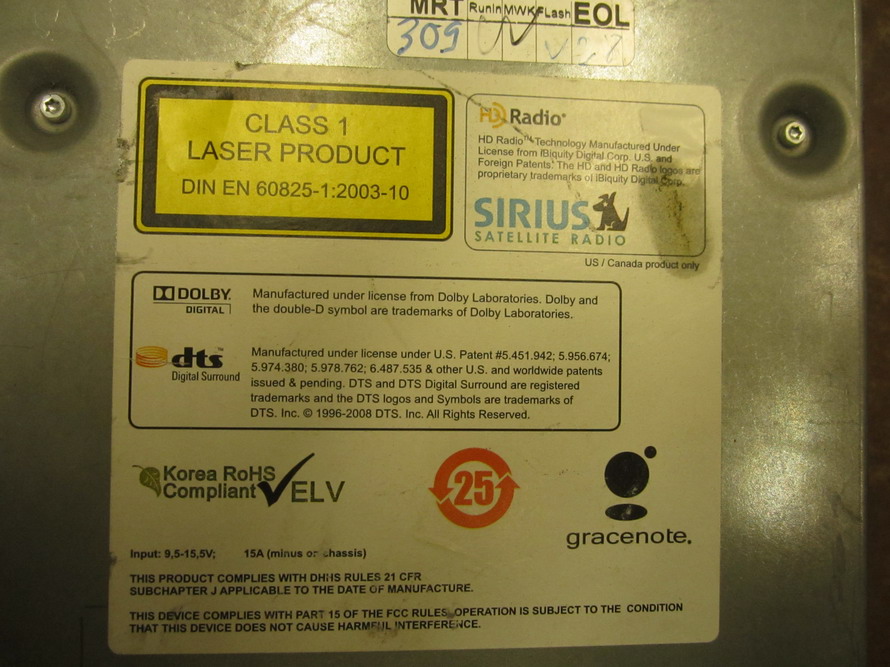 MRT RunIn MWK FLash EOL
309
CLASS 1
LASER PRODUCT
DIN EN 60825-1:2003-10
HD Radio
HD Radio™ Technology Manufactured Under
License from iBiquity Digital Corp. U.S. and
Foreign Patents. The HD and HD Radio logos are
proprietary trademarks of iBiquity Digital Corp.
SIRIUS
SATELLITE RADIO
US / Canada product only
DOLBY
DIGITAL
Manufactured under license from Dolby Laboratories. Dolby and
the double-D symbol are trademarks of Dolby Laboratories.
dts™
Digital Surround
Manufactured under license under U.S. Patent #5.451.942; 5.956.674;
5.974.380; 5.978.762; 6.487.535 & other U.S. and worldwide patents
issued & pending. DTS and DTS Digital Surround are registered
trademarks and the DTS logos and Symbols are trademarks of
DTS. Inc. © 1996-2008 DTS. Inc. All Rights Reserved.
Korea RoHS
Compliant
ELV
25
gracenote.
Input: 9,5-15,5V; 15A (minus on chassis)
THIS PRODUCT COMPLIES WITH DHHS RULES 21 CFR
SUBCHAPTER J APPLICABLE TO THE DATE OF MANUFACTURE.
THIS DEVICE COMPLIES WITH PART 15 OF THE FCC RULES. OPERATION IS SUBJECT TO THE CONDITION
THAT THIS DEVICE DOES NOT CAUSE HARMFUL INTERFERENCE.